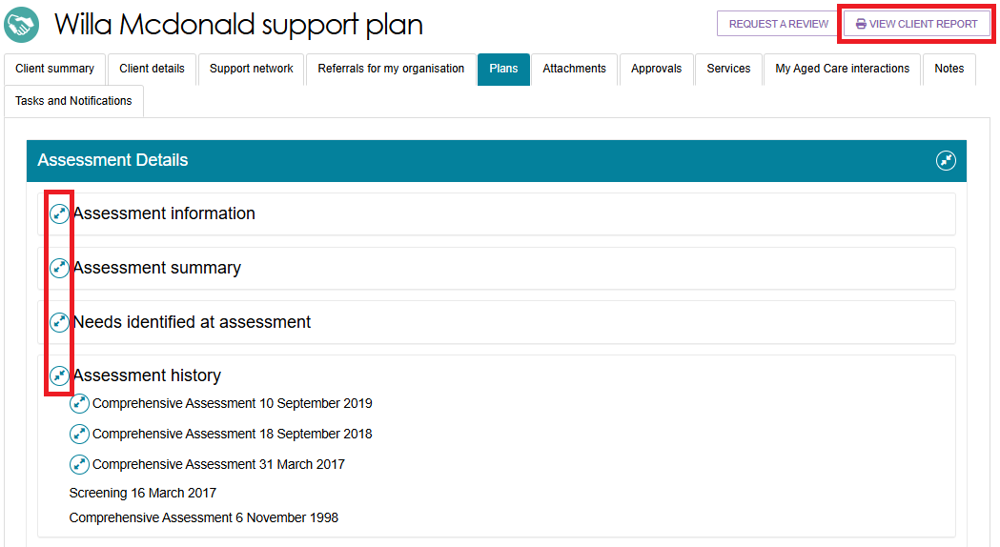 Willa Mcdonald support plan
REQUEST A REVIEW
VIEW CLIENT REPORT
Client summary
Client details
Support network
Referrals for my organisation
Plans
Attachments
Approvals
Services
My Aged Care interactions
Notes
Tasks and Notifications
Assessment Details
Assessment information
Assessment summary
Needs identified at assessment
Assessment history
Comprehensive Assessment 10 September 2019
Comprehensive Assessment 18 September 2018
Comprehensive Assessment 31 March 2017
Screening 16 March 2017
Comprehensive Assessment 6 November 1998